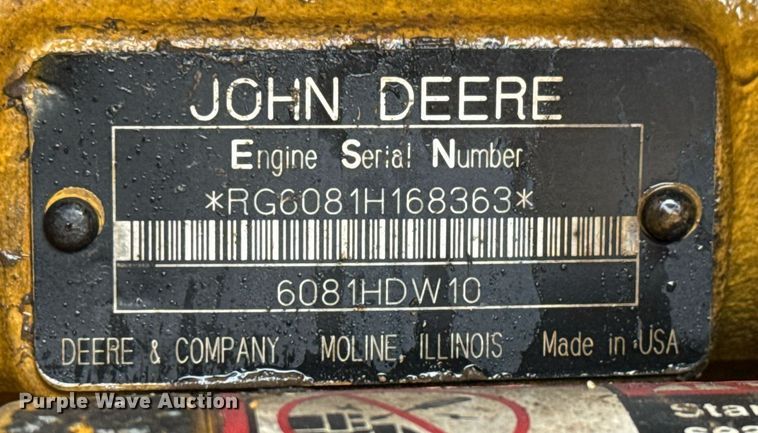 JOHN DEERE
Engine Serial Number
*RG6081H168363*
6081HDW10
DEERE & COMPANY MOLINE, ILLINOIS Made in USA
Purple Wave Auction